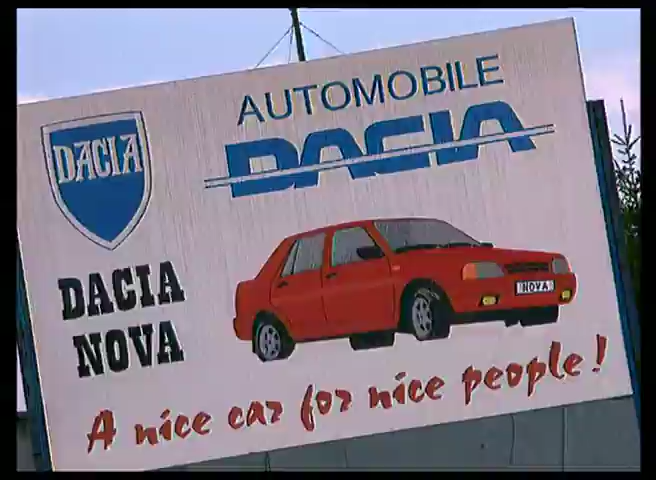 AUTOMOBILE
DACIA
DACIA
DACIA
NOVA
NOVA
A nice car for nice people!